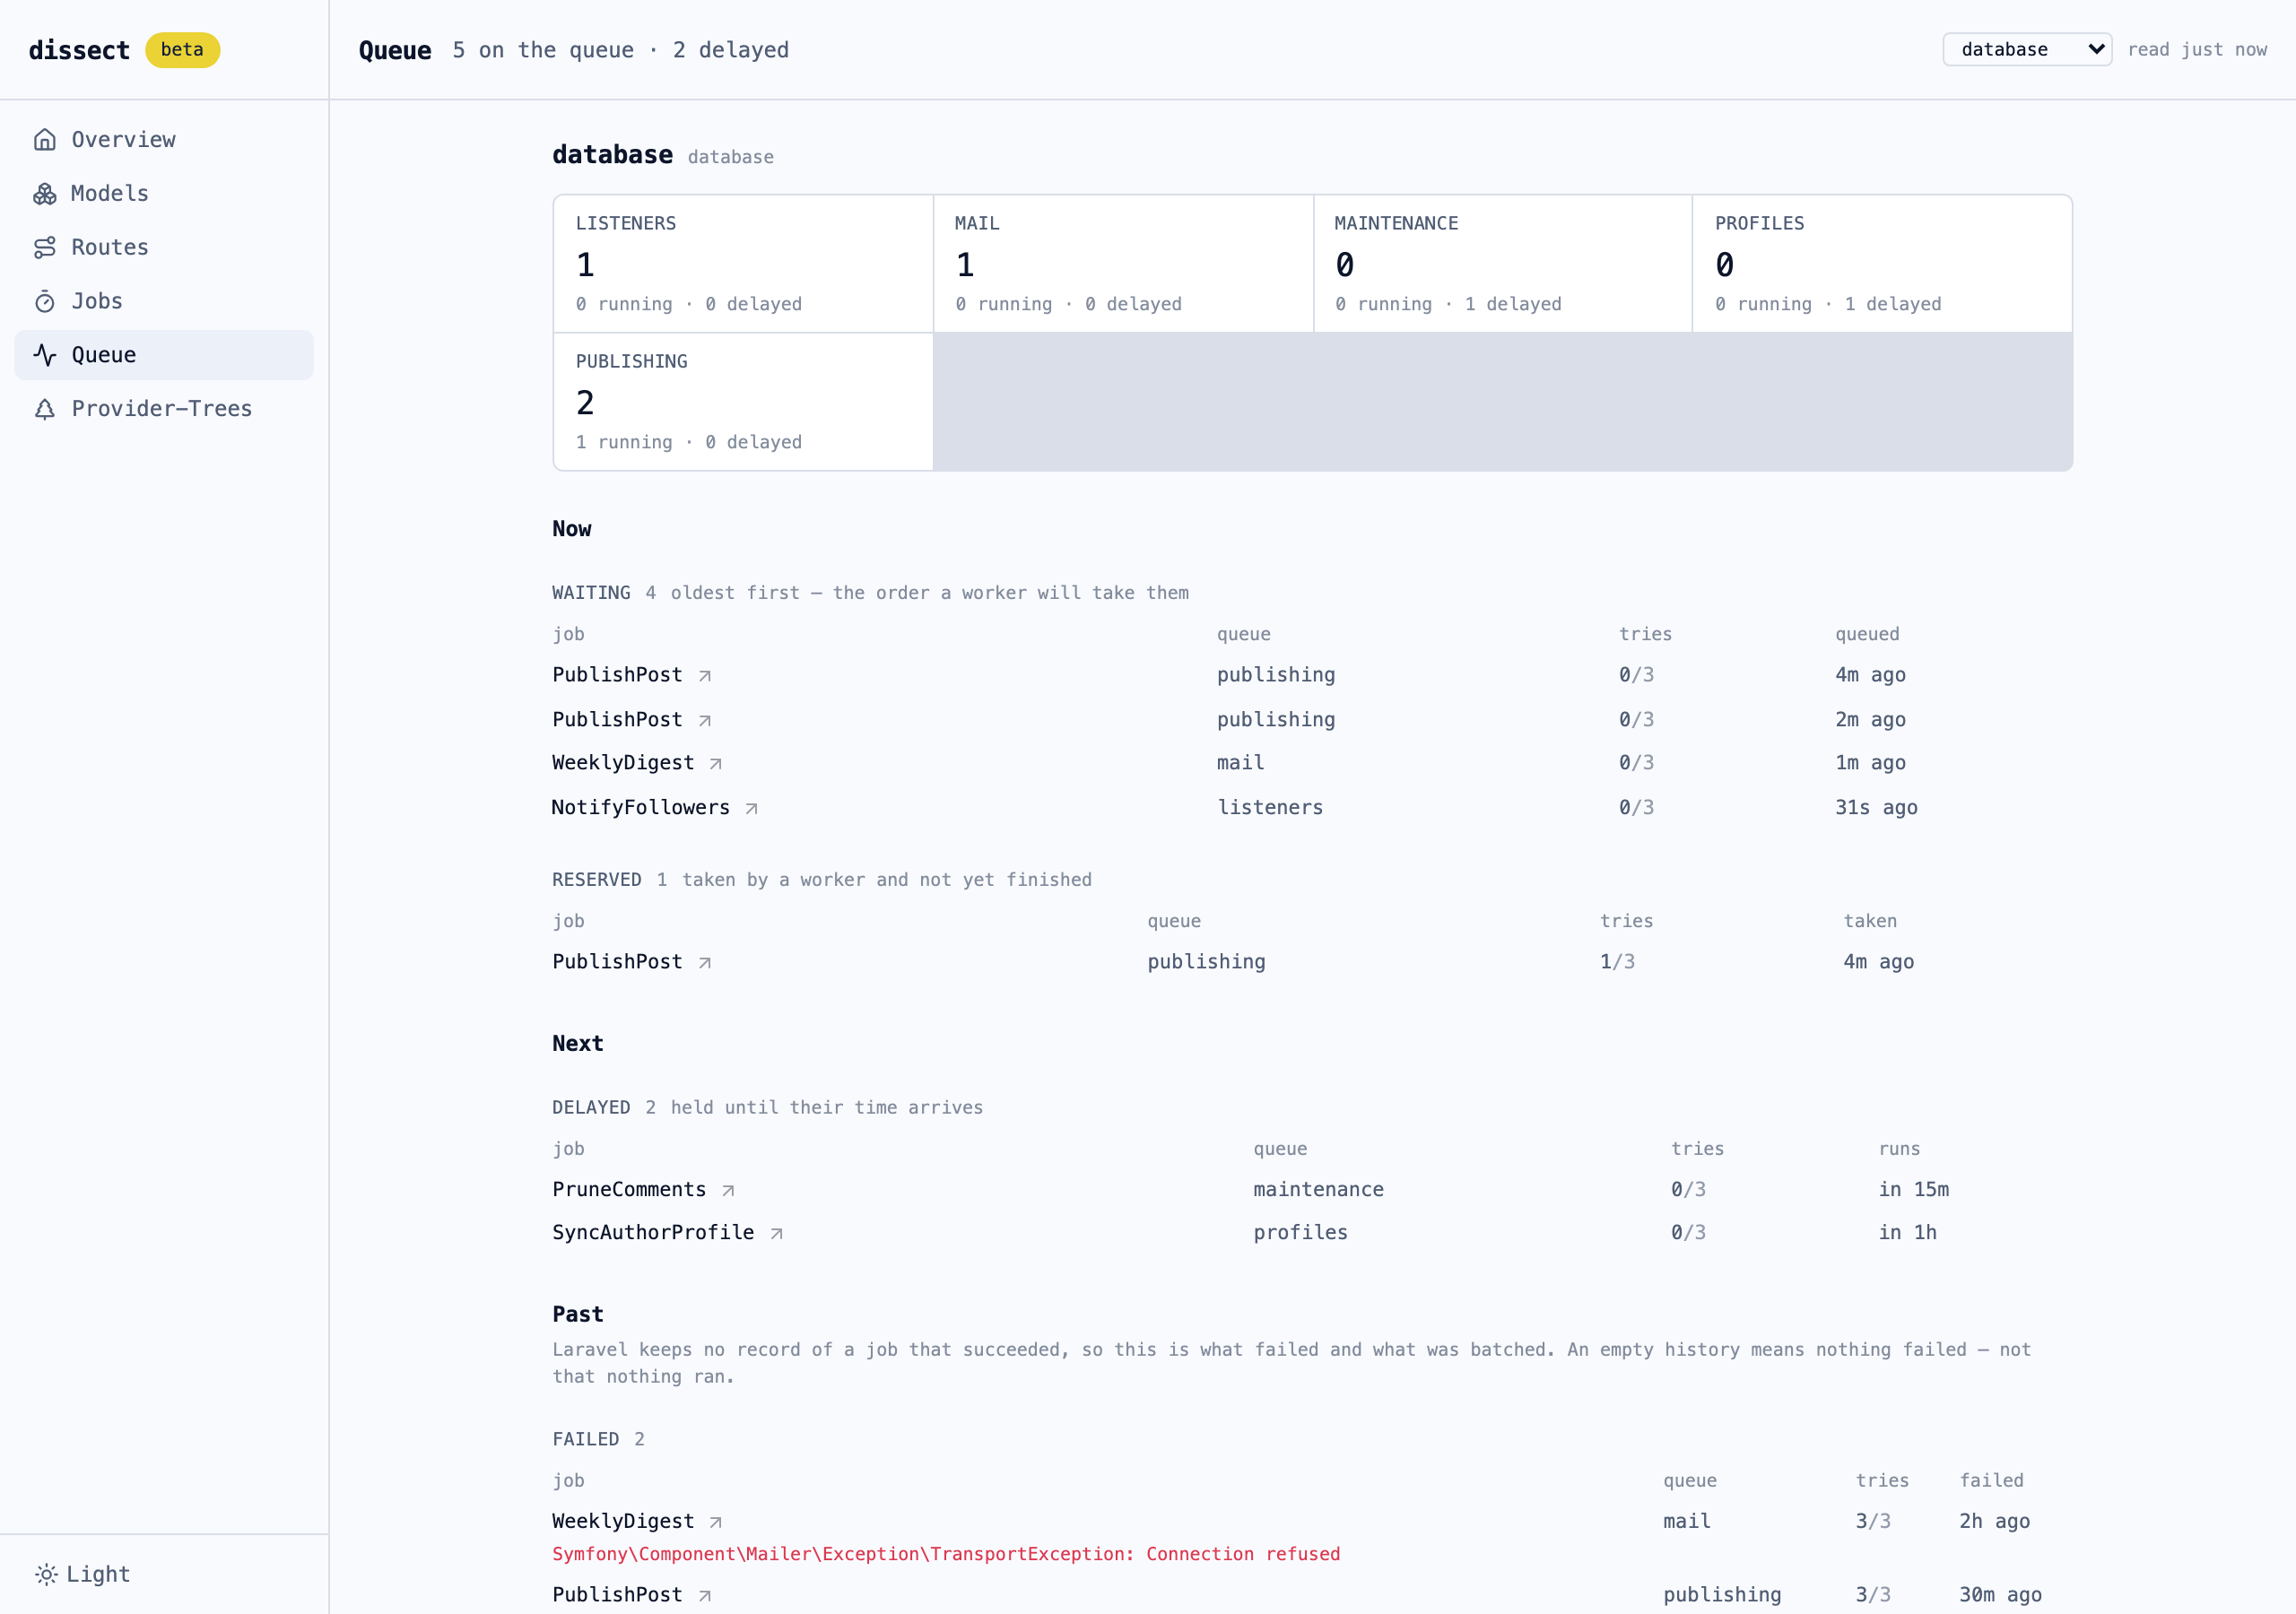 dissect beta
Queue 5 on the queue · 2 delayed
database read just now
Overview
Models
Routes
Jobs
Queue
Provider-Trees
Light
database database
LISTENERS
1
0 running · 0 delayed
MAIL
1
0 running · 0 delayed
MAINTENANCE
0
0 running · 1 delayed
PROFILES
0
0 running · 1 delayed
PUBLISHING
2
1 running · 0 delayed
Now
WAITING 4 oldest first — the order a worker will take them
job queue tries queued
PublishPost publishing 0/3 4m ago
PublishPost publishing 0/3 2m ago
WeeklyDigest mail 0/3 1m ago
NotifyFollowers listeners 0/3 31s ago
RESERVED 1 taken by a worker and not yet finished
job queue tries taken
PublishPost publishing 1/3 4m ago
Next
DELAYED 2 held until their time arrives
job queue tries runs
PruneComments maintenance 0/3 in 15m
SyncAuthorProfile profiles 0/3 in 1h
Past
Laravel keeps no record of a job that succeeded, so this is what failed and what was batched. An empty history means nothing failed — not
that nothing ran.
FAILED 2
job queue tries failed
WeeklyDigest mail 3/3 2h ago
Symfony\Component\Mailer\Exception\TransportException: Connection refused
PublishPost publishing 3/3 30m ago